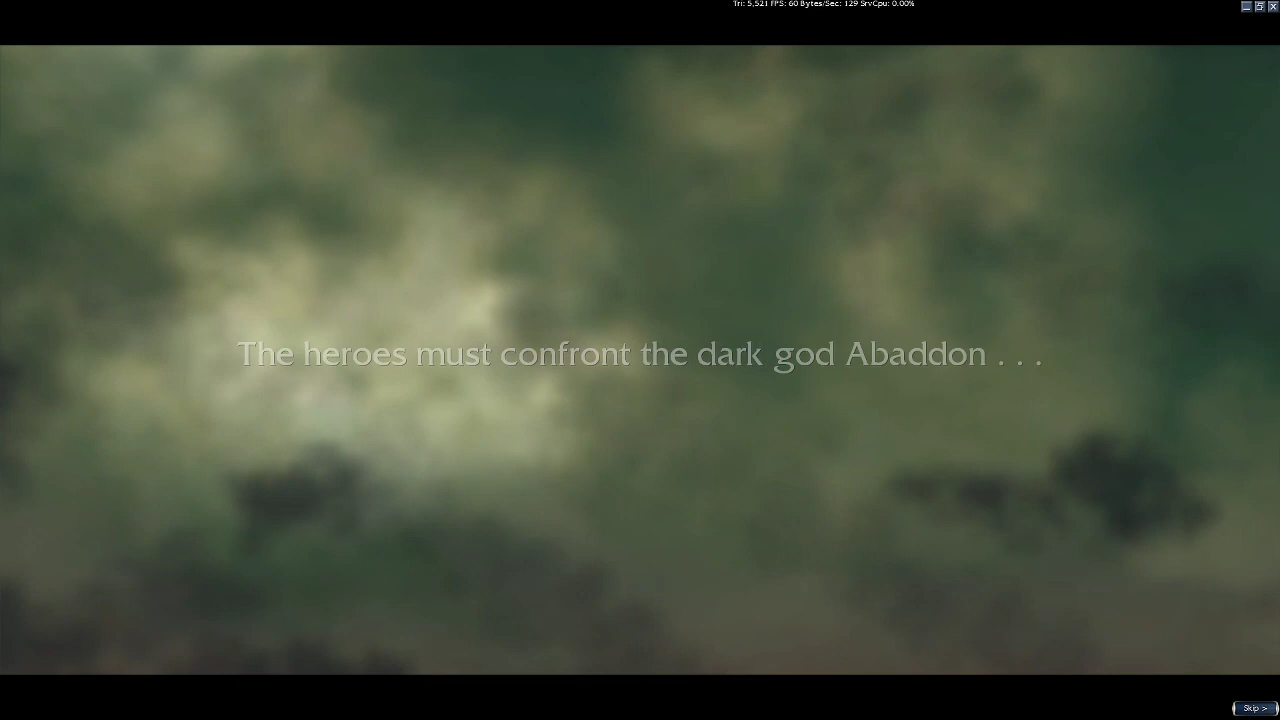 Tri: 5,521 FPS: 60 Bytes/Sec: 129 SrvCpu: 0.00%
The heroes must confront the dark god Abaddon . . .
Skip >